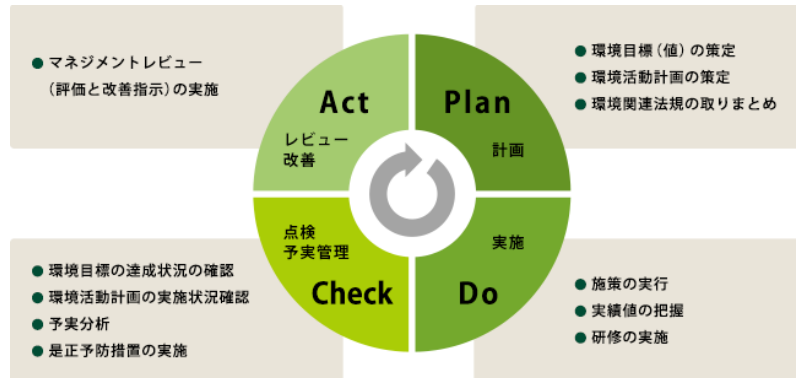 ● マネジメントレビュー
（評価と改善指示）の実施
Act
レビュー
改善
Plan
計画
● 環境目標（値）の策定
● 環境活動計画の策定
● 環境関連法規の取りまとめ
● 環境目標の達成状況の確認
● 環境活動計画の実施状況確認
● 予実分析
● 是正予防措置の実施
点検
予実管理
Check
実施
Do
● 施策の実行
● 実績値の把握
● 研修の実施